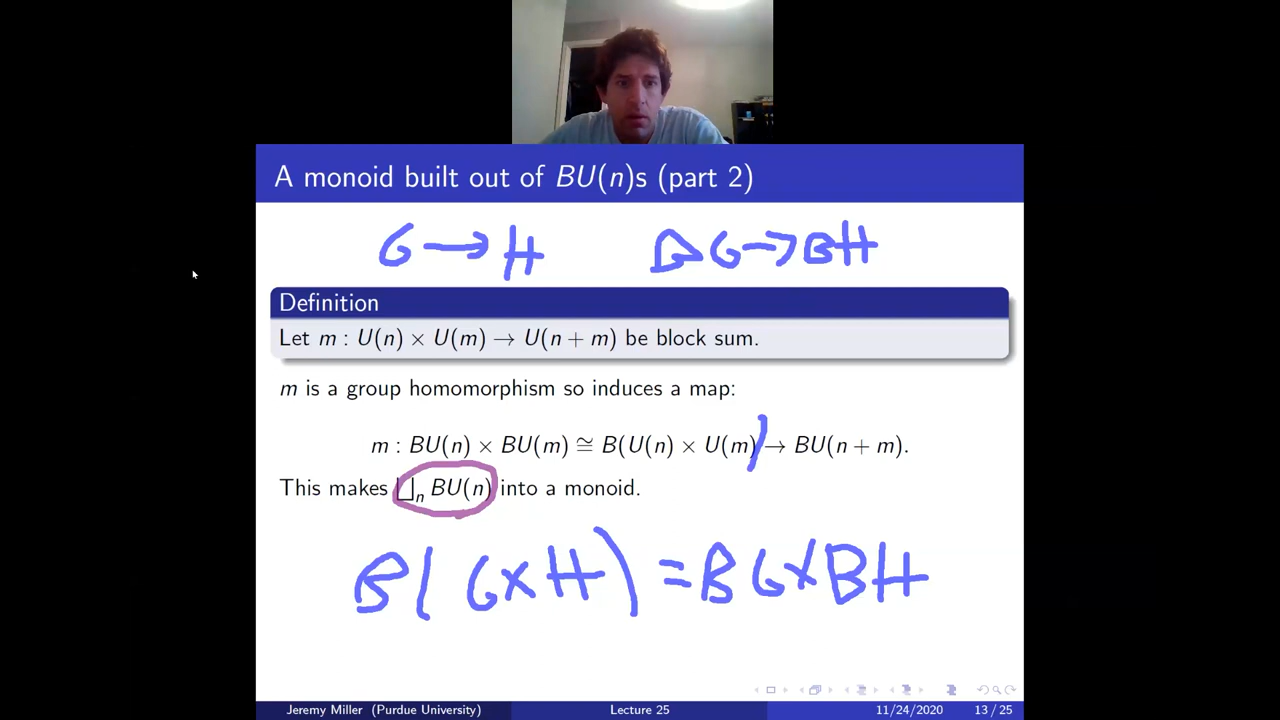 A monoid built out of BU(n)s (part 2)
G → H BG → BH
Definition
Let m : U(n) × U(m) → U(n + m) be block sum.
m is a group homomorphism so induces a map:
m : BU(n) × BU(m) ≅ B(U(n) × U(m)) → BU(n + m).
This makes ⨆ₙ BU(n) into a monoid.
B(G×H) = BG×BH
Jeremy Miller (Purdue University) Lecture 25 11/24/2020 13 / 25